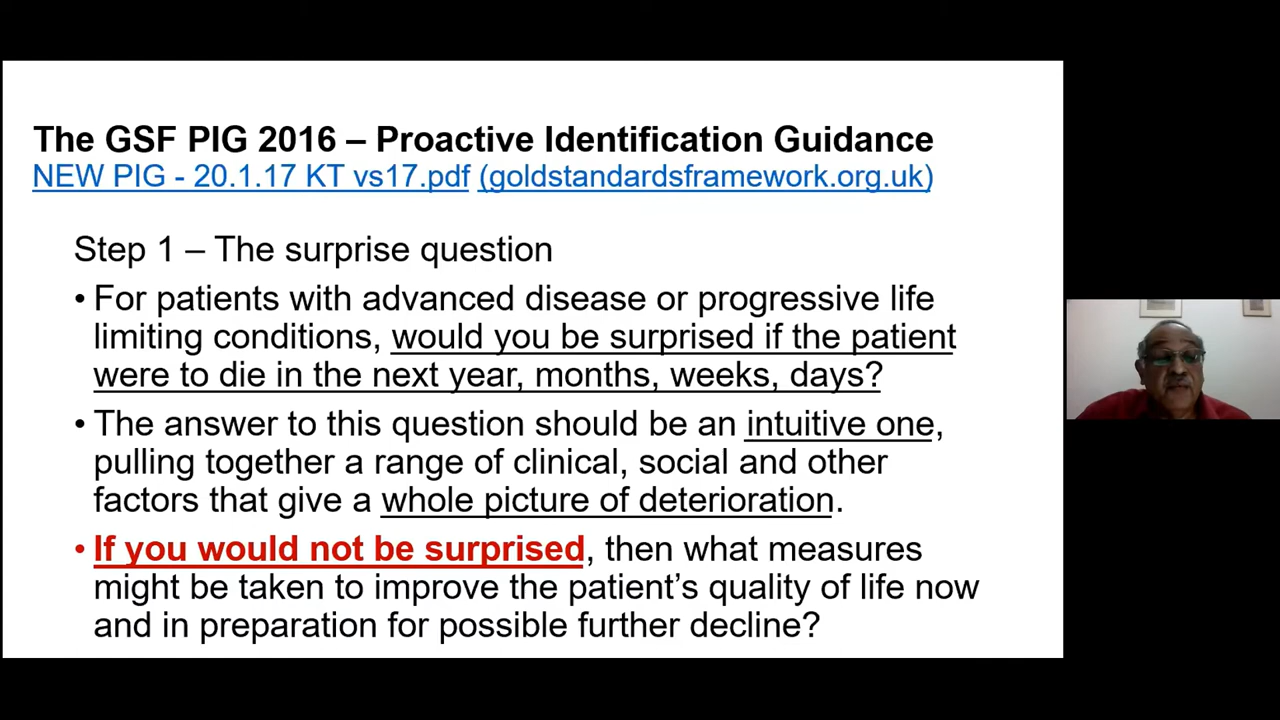 The GSF PIG 2016 – Proactive Identification Guidance
NEW PIG - 20.1.17 KT vs17.pdf (goldstandardsframework.org.uk)
Step 1 – The surprise question
• For patients with advanced disease or progressive life
limiting conditions, would you be surprised if the patient
were to die in the next year, months, weeks, days?
• The answer to this question should be an intuitive one,
pulling together a range of clinical, social and other
factors that give a whole picture of deterioration.
• If you would not be surprised, then what measures
might be taken to improve the patient’s quality of life now
and in preparation for possible further decline?